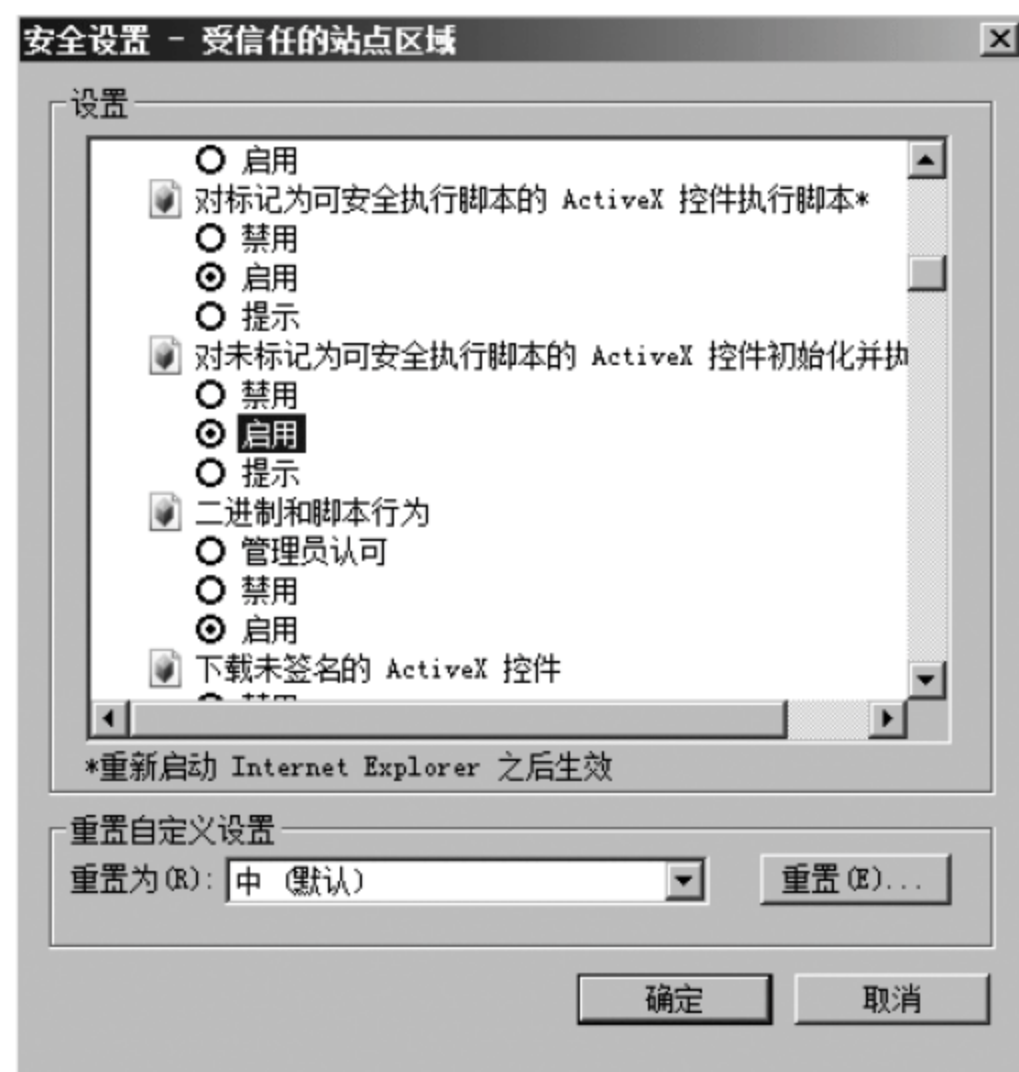 安全设置 - 受信任的站点区域
设置
启用
对标记为可安全执行脚本的 ActiveX 控件执行脚本*
禁用
启用
提示
对未标记为可安全执行脚本的 ActiveX 控件初始化并执
禁用
启用
提示
二进制和脚本行为
管理员认可
禁用
启用
下载未签名的 ActiveX 控件
*重新启动 Internet Explorer 之后生效
重置自定义设置
重置为(R): 中 (默认) 重置(E)...
确定 取消